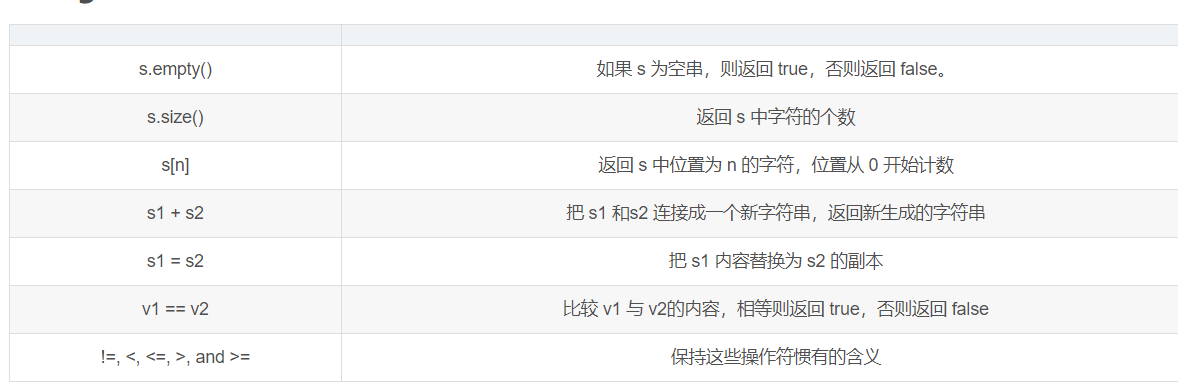 s.empty() 如果 s 为空串，则返回 true，否则返回 false。
s.size() 返回 s 中字符的个数
s[n] 返回 s 中位置为 n 的字符，位置从 0 开始计数
s1 + s2 把 s1 和s2 连接成一个新字符串，返回新生成的字符串
s1 = s2 把 s1 内容替换为 s2 的副本
v1 == v2 比较 v1 与 v2的内容，相等则返回 true，否则返回 false
!=, <, <=, >, and >= 保持这些操作符惯有的含义